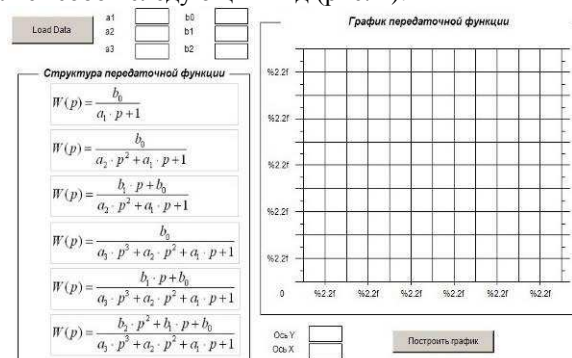 Load Data
a1
b0
a2
b1
a3
b2
Структура передаточной функции
W(p) = b₀ / (a₁ · p + 1)
W(p) = b₀ / (a₂ · p² + a₁ · p + 1)
W(p) = (b₁ · p + b₀) / (a₂ · p² + a₁ · p + 1)
W(p) = b₀ / (a₃ · p³ + a₂ · p² + a₁ · p + 1)
W(p) = (b₁ · p + b₀) / (a₃ · p³ + a₂ · p² + a₁ · p + 1)
W(p) = (b₂ · p² + b₁ · p + b₀) / (a₃ · p³ + a₂ · p² + a₁ · p + 1)
График передаточной функции
%2.2f
%2.2f
%2.2f
%2.2f
%2.2f
0 %2.2f %2.2f %2.2f %2.2f %2.2f %2.2f
Ось Y
Ось X
Построить график